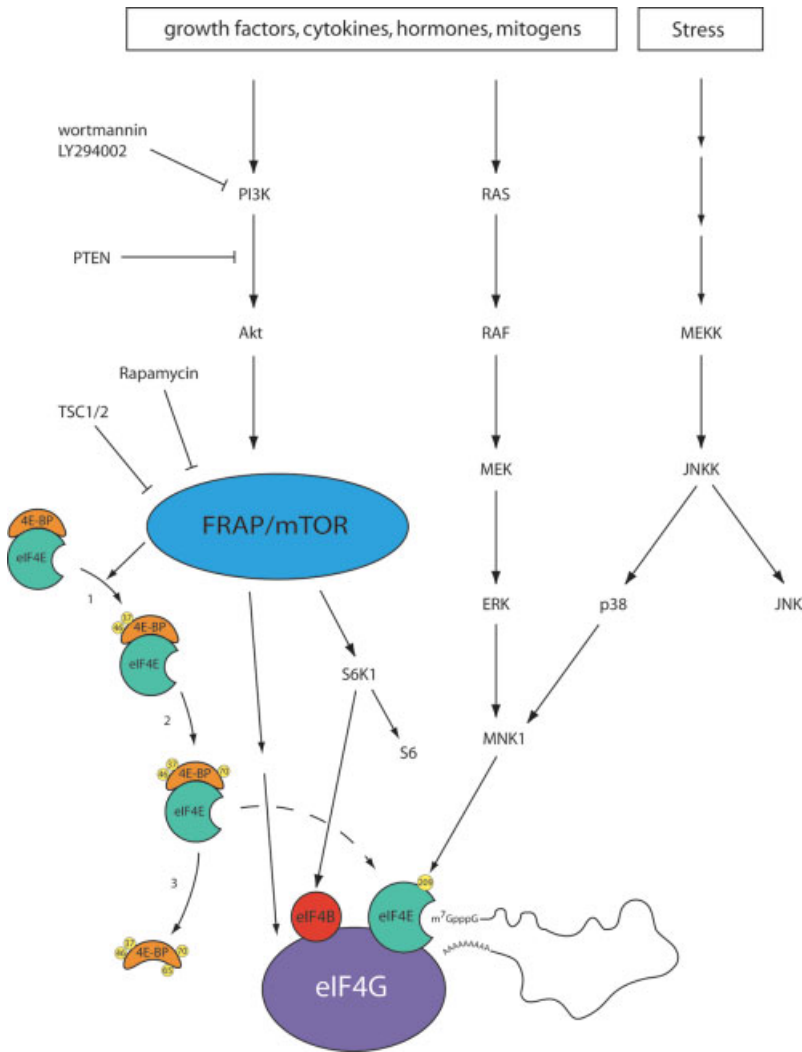 growth factors, cytokines, hormones, mitogens
Stress
wortmannin
LY294002
PI3K
RAS
PTEN
Akt
RAF
MEKK
Rapamycin
TSC1/2
MEK
JNKK
4E-BP
eIF4E
FRAP/mTOR
1
37
46
4E-BP
eIF4E
ERK
p38
JNK
2
S6K1
S6
MNK1
37
46
4E-BP
70
eIF4E
3
37
46
4E-BP
70
65
209
eIF4B
eIF4E
m7GpppG
AAAAAAAAA
eIF4G